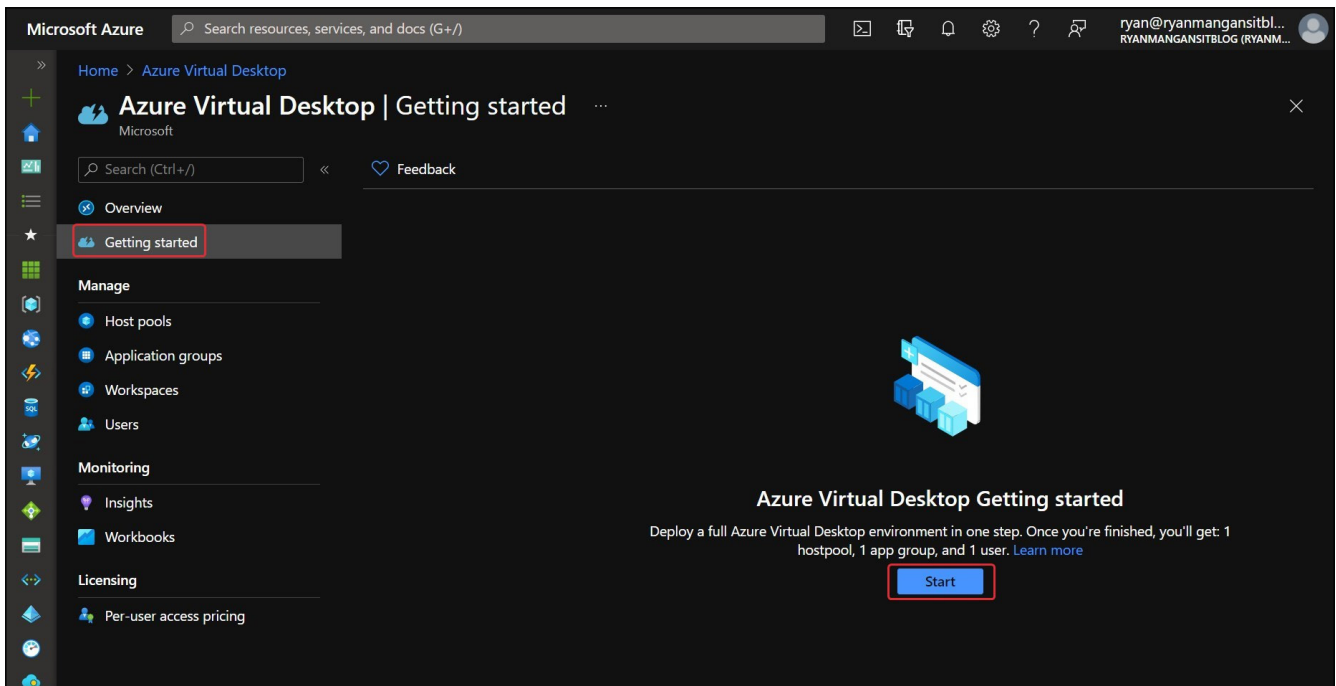 Microsoft Azure
Search resources, services, and docs (G+/)
ryan@ryanmangansitbl...
RYANMANGANSITBLOG (RYANM...
Home > Azure Virtual Desktop
Azure Virtual Desktop | Getting started ...
Microsoft
Search (Ctrl+/)
Feedback
Overview
Getting started
Manage
Host pools
Application groups
Workspaces
Users
Monitoring
Insights
Workbooks
Licensing
Per-user access pricing
Azure Virtual Desktop Getting started
Deploy a full Azure Virtual Desktop environment in one step. Once you're finished, you'll get: 1
hostpool, 1 app group, and 1 user. Learn more
Start
SQL